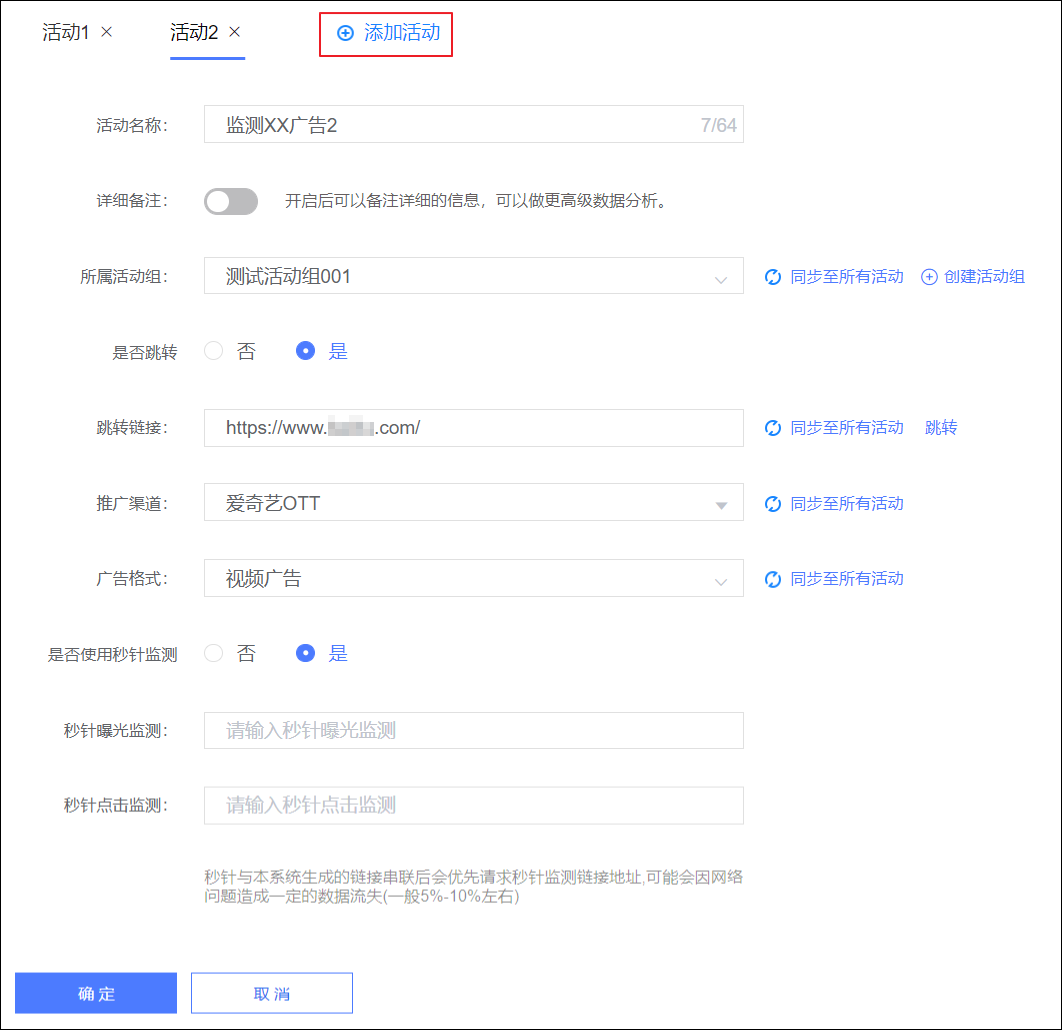 活动1 × 活动2 × 添加活动
活动名称: 监测XX广告2 7/64
详细备注: 开启后可以备注详细的信息，可以做更高级数据分析。
所属活动组: 测试活动组001 同步至所有活动 创建活动组
是否跳转 否 是
跳转链接: https://www. .com/ 同步至所有活动 跳转
推广渠道: 爱奇艺OTT 同步至所有活动
广告格式: 视频广告 同步至所有活动
是否使用秒针监测 否 是
秒针曝光监测: 请输入秒针曝光监测
秒针点击监测: 请输入秒针点击监测
秒针与本系统生成的链接串联后会优先请求秒针监测链接地址,可能会因网络
问题造成一定的数据流失(一般5%-10%左右)
确定 取消